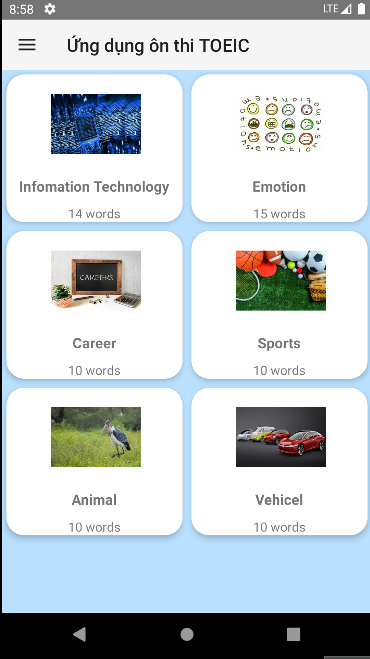 8:58
LTE
Ứng dụng ôn thi TOEIC
Infomation Technology
14 words
Emotion
15 words
CAREERS
Career
10 words
Sports
10 words
Animal
10 words
Vehicel
10 words